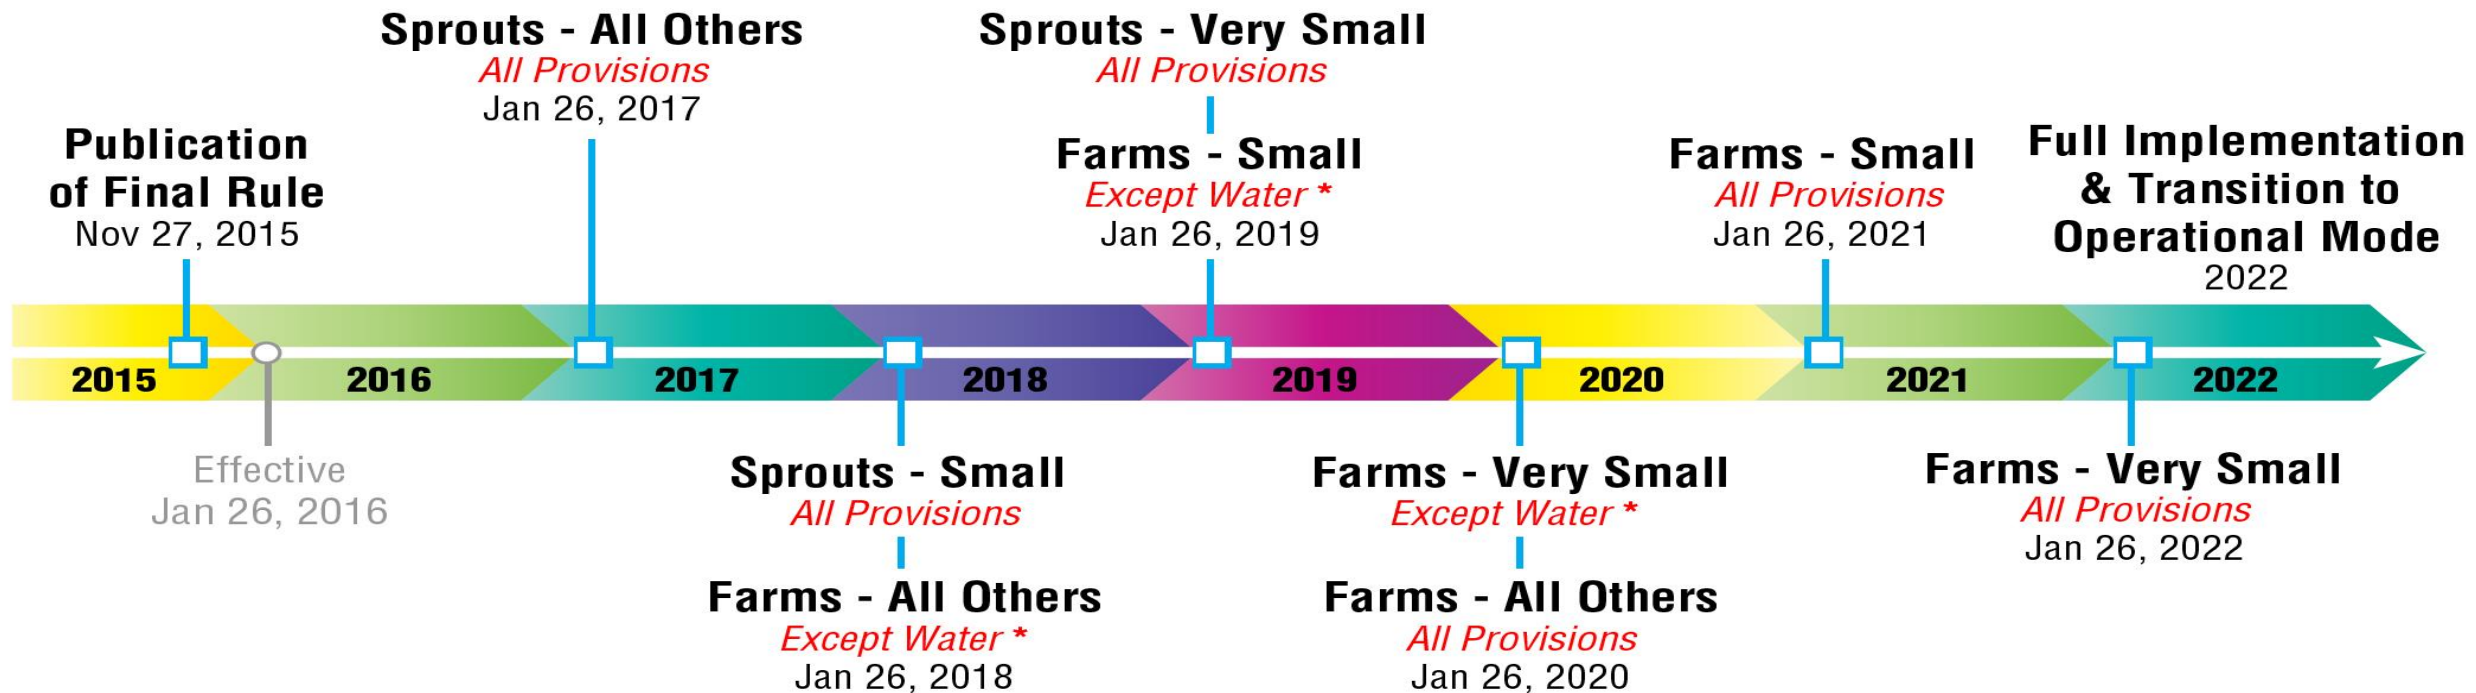 Sprouts - All Others
All Provisions
Jan 26, 2017
Sprouts - Very Small
All Provisions
Publication
of Final Rule
Nov 27, 2015
Farms - Small
Except Water *
Jan 26, 2019
Farms - Small
All Provisions
Jan 26, 2021
Full Implementation
& Transition to
Operational Mode
2022
2015
2016
2017
2018
2019
2020
2021
2022
Effective
Jan 26, 2016
Sprouts - Small
All Provisions
Farms - All Others
Except Water *
Jan 26, 2018
Farms - Very Small
Except Water *
Farms - All Others
All Provisions
Jan 26, 2020
Farms - Very Small
All Provisions
Jan 26, 2022